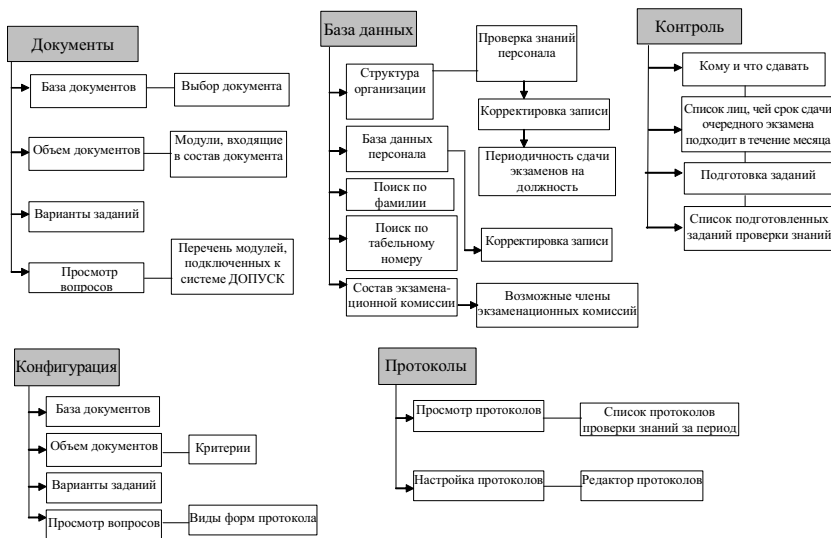 Документы
База документов
Выбор документа
Объем документов
Модули, входящие
в состав документа
Варианты заданий
Просмотр
вопросов
Перечень модулей,
подключенных к
системе ДОПУСК
База данных
Структура
организации
Проверка знаний
персонала
Корректировка записи
Периодичность сдачи
экзаменов на
должность
База данных
персонала
Поиск по
фамилии
Поиск по
табельному
номеру
Корректировка записи
Состав экзамена-
ционной комиссии
Возможные члены
экзаменационных комиссий
Контроль
Кому и что сдавать
Список лиц, чей срок сдачи
очередного экзамена
подходит в течение месяца
Подготовка заданий
Список подготовленных
заданий проверки знаний
Конфигурация
База документов
Объем документов
Критерии
Варианты заданий
Просмотр вопросов
Виды форм протокола
Протоколы
Просмотр протоколов
Список протоколов
проверки знаний за период
Настройка протоколов
Редактор протоколов